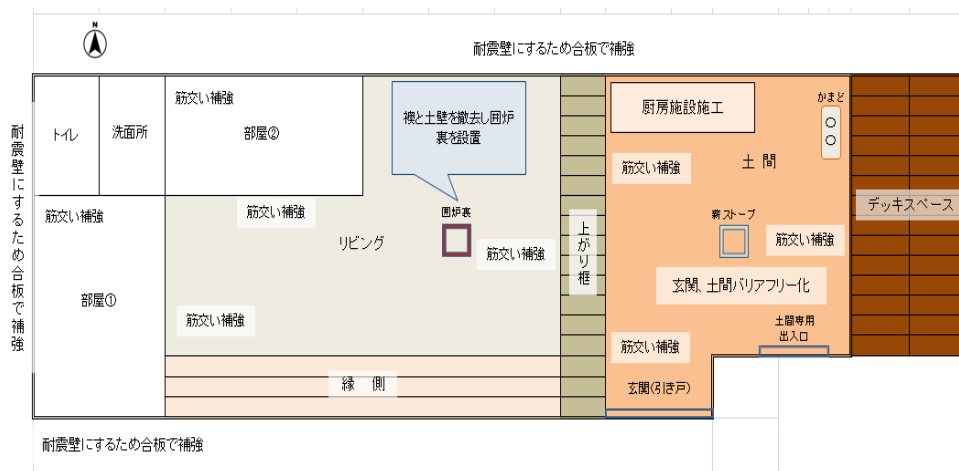 N
耐震壁にするため合板で補強
耐震壁にするため合板で補強
トイレ
洗面所
筋交い補強
部屋②
襖と土壁を撤去し囲炉
裏を設置
厨房施設施工
かまど
土 間
筋交い補強
筋交い補強
筋交い補強
囲炉裏
リビング
筋交い補強
上がり框
薪ストーブ
筋交い補強
デッキスペース
玄関、土間バリアフリー化
部屋①
筋交い補強
土間専用
出入口
筋交い補強
縁 側
玄関(引き戸)
耐震壁にするため合板で補強